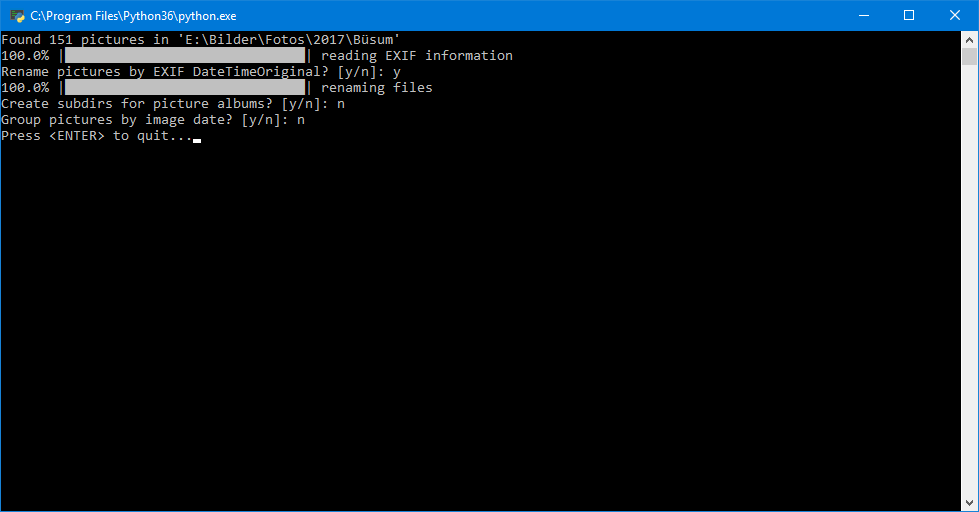 C:\Program Files\Python36\python.exe
Found 151 pictures in 'E:\Bilder\Fotos\2017\Büsum'
100.0% || reading EXIF information
Rename pictures by EXIF DateTimeOriginal? [y/n]: y
100.0% || renaming files
Create subdirs for picture albums? [y/n]: n
Group pictures by image date? [y/n]: n
Press <ENTER> to quit...